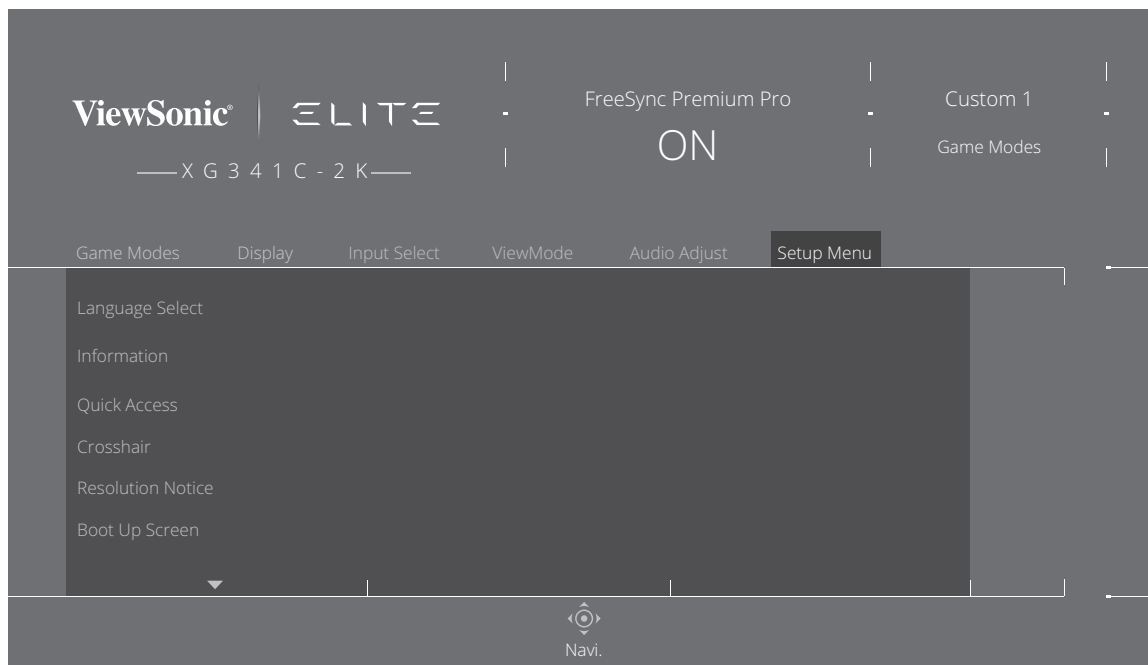 ViewSonic® ELITE
XG341C-2K
FreeSync Premium Pro
ON
Custom 1
Game Modes
Game Modes Display Input Select ViewMode Audio Adjust Setup Menu
Language Select
Information
Quick Access
Crosshair
Resolution Notice
Boot Up Screen
Navi.